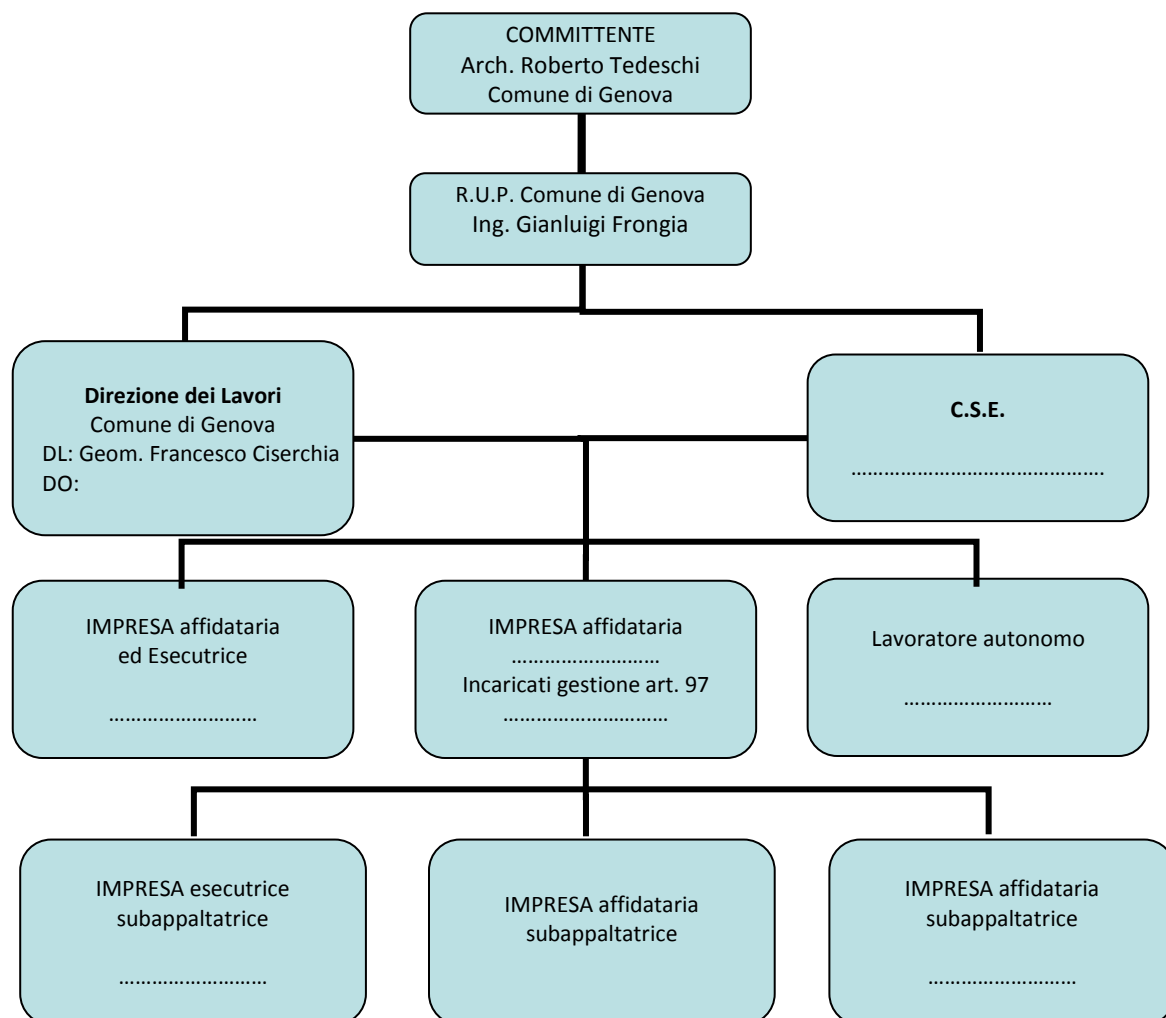 COMMITTENTE
Arch. Roberto Tedeschi
Comune di Genova
R.U.P. Comune di Genova
Ing. Gianluigi Frongia
Direzione dei Lavori
Comune di Genova
DL: Geom. Francesco Ciserchia
DO:
C.S.E.
…………………………………….
IMPRESA affidataria
ed Esecutrice
………………………
IMPRESA affidataria
………………………
Incaricati gestione art. 97
…………………………
Lavoratore autonomo
………………………
IMPRESA esecutrice
subappaltatrice
………………………
IMPRESA affidataria
subappaltatrice
IMPRESA affidataria
subappaltatrice
………………………